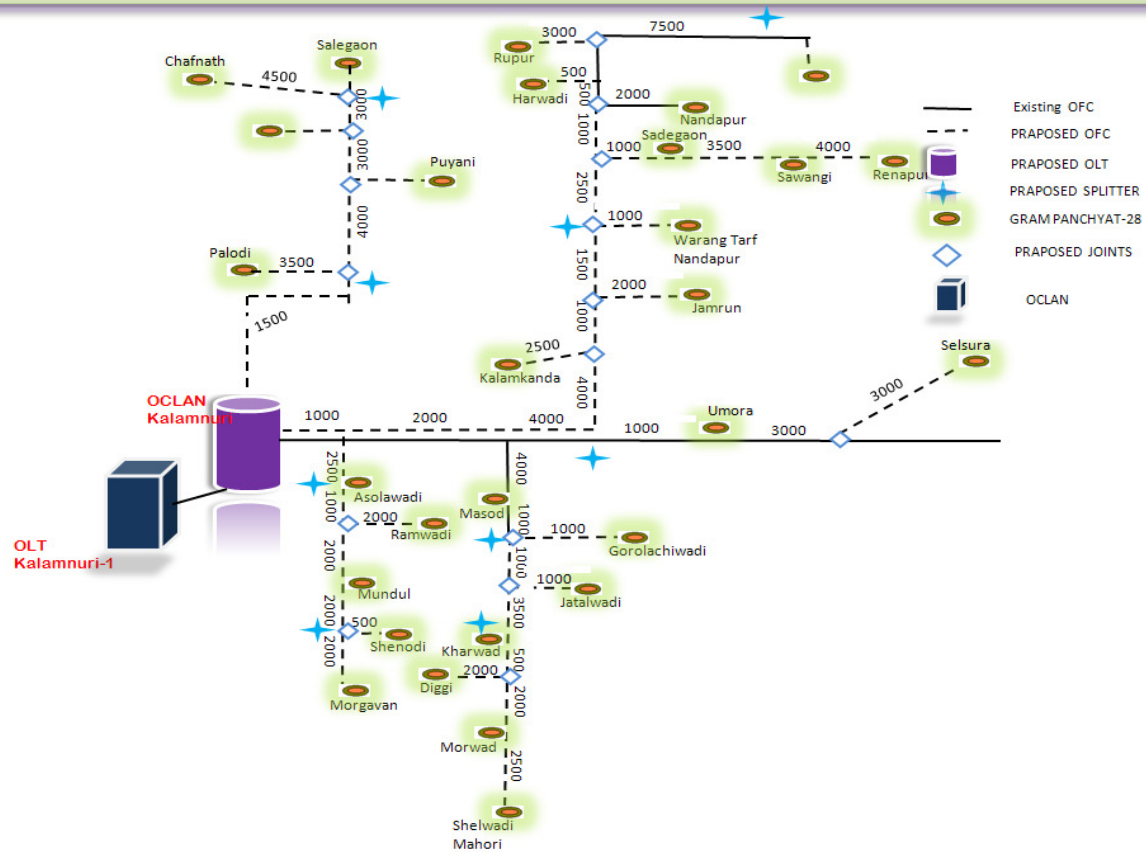 Salegaon
Chafnath
4500
3000
3000
Puyani
4000
Palodi
3500
1500
3000
7500
Rupur
500
Harwadi
500
2000
1000
Nandapur
Sadegaon
1000
3500
4000
Sawangi
Renapur
2500
1000
Warang Tarf
Nandapur
1500
2000
1000
Jamrun
2500
Kalamkanda
4000
Existing OFC
PRAPOSED OFC
PRAPOSED OLT
PRAPOSED SPLITTER
GRAM PANCHYAT-28
PRAPOSED JOINTS
OCLAN
Selsura
3000
OCLAN
Kalamnuri
1000
2000
4000
1000
Umora
3000
OLT
Kalamnuri-1
2500
Asolawadi
1000
2000
Ramwadi
2000
Mundul
2000
500
Shenodi
2000
Morgavan
4000
Masod
1000
1000
Gorolachiwadi
1000
1000
Jatalwadi
3500
Kharwad
500
2000
Diggi
2000
Morwad
2500
Shelwadi
Mahori